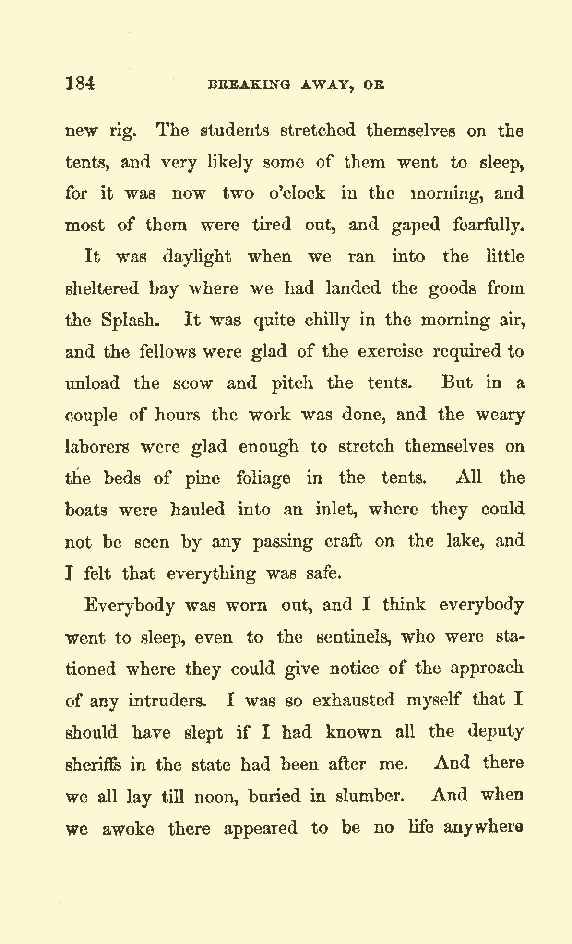 184 BREAKING AWAY, OR
new rig. The students stretched themselves on the
tents, and very likely some of them went to sleep,
for it was now two o'clock in the morning, and
most of them were tired out, and gaped fearfully.
It was daylight when we ran into the little
sheltered bay where we had landed the goods from
the Splash. It was quite chilly in the morning air,
and the fellows were glad of the exercise required to
unload the scow and pitch the tents. But in a
couple of hours the work was done, and the weary
laborers were glad enough to stretch themselves on
the beds of pine foliage in the tents. All the
boats were hauled into an inlet, where they could
not be seen by any passing craft on the lake, and
I felt that everything was safe.
Everybody was worn out, and I think everybody
went to sleep, even to the sentinels, who were sta-
tioned where they could give notice of the approach
of any intruders. I was so exhausted myself that I
should have slept if I had known all the deputy
sheriffs in the state had been after me. And there
we all lay till noon, buried in slumber. And when
we awoke there appeared to be no life anywhere